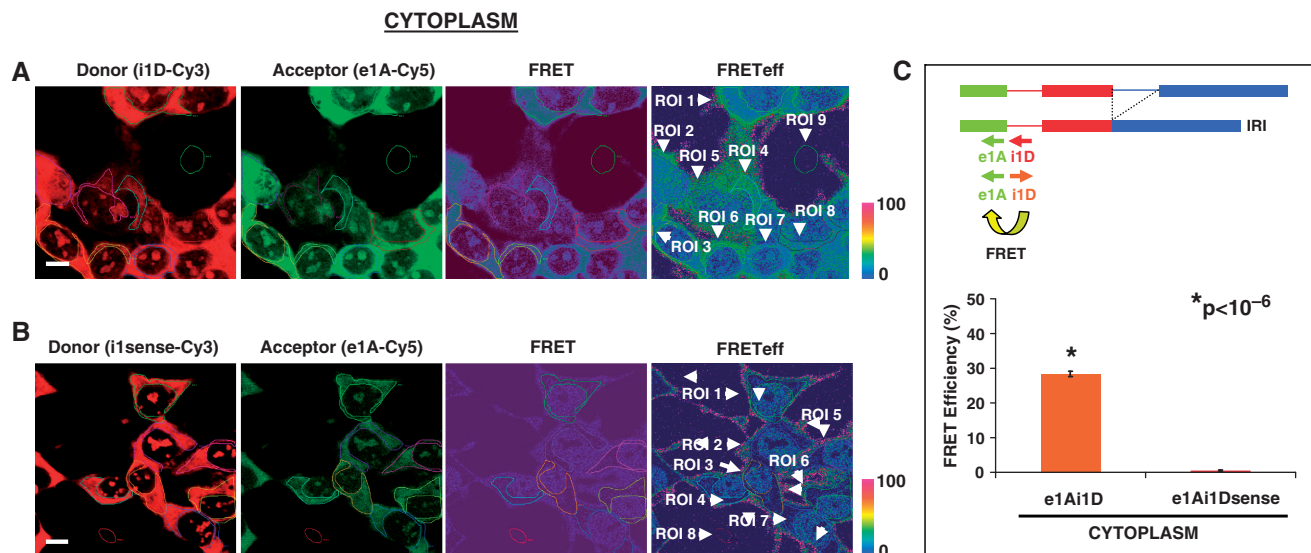 CYTOPLASM
A
Donor (i1D-Cy3)
Acceptor (e1A-Cy5)
FRET
FRETeff
ROI 1
ROI 2
ROI 9
ROI 5
ROI 4
ROI 6
ROI 7
ROI 8
ROI 3
100
0
B
Donor (i1sense-Cy3)
Acceptor (e1A-Cy5)
FRET
FRETeff
ROI 1
ROI 5
ROI 2
ROI 3
ROI 6
ROI 4
ROI 7
ROI 8
100
0
C
IRI
e1A i1D
e1A i1D
FRET
FRET Efficiency (%)
50
40
30
20
10
0
*
*p<10⁻⁶
e1Ai1D
e1Ai1Dsense
CYTOPLASM